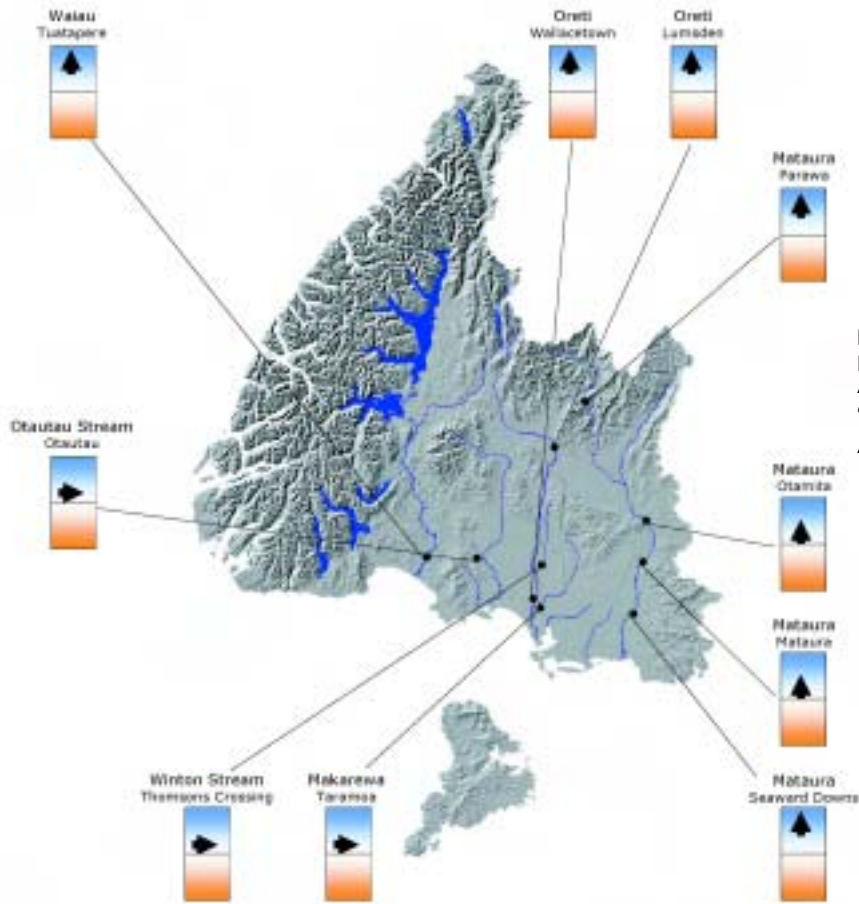 Waiau
Tuatapere
Oreti
Wallacetown
Oreti
Lumsden
Mataura
Parawa
Otautau Stream
Otautau
Mataura
Otamita
Mataura
Mataura
Winton Stream
Thomsons Crossing
Makarewa
Taramoa
Mataura
Seaward Downs